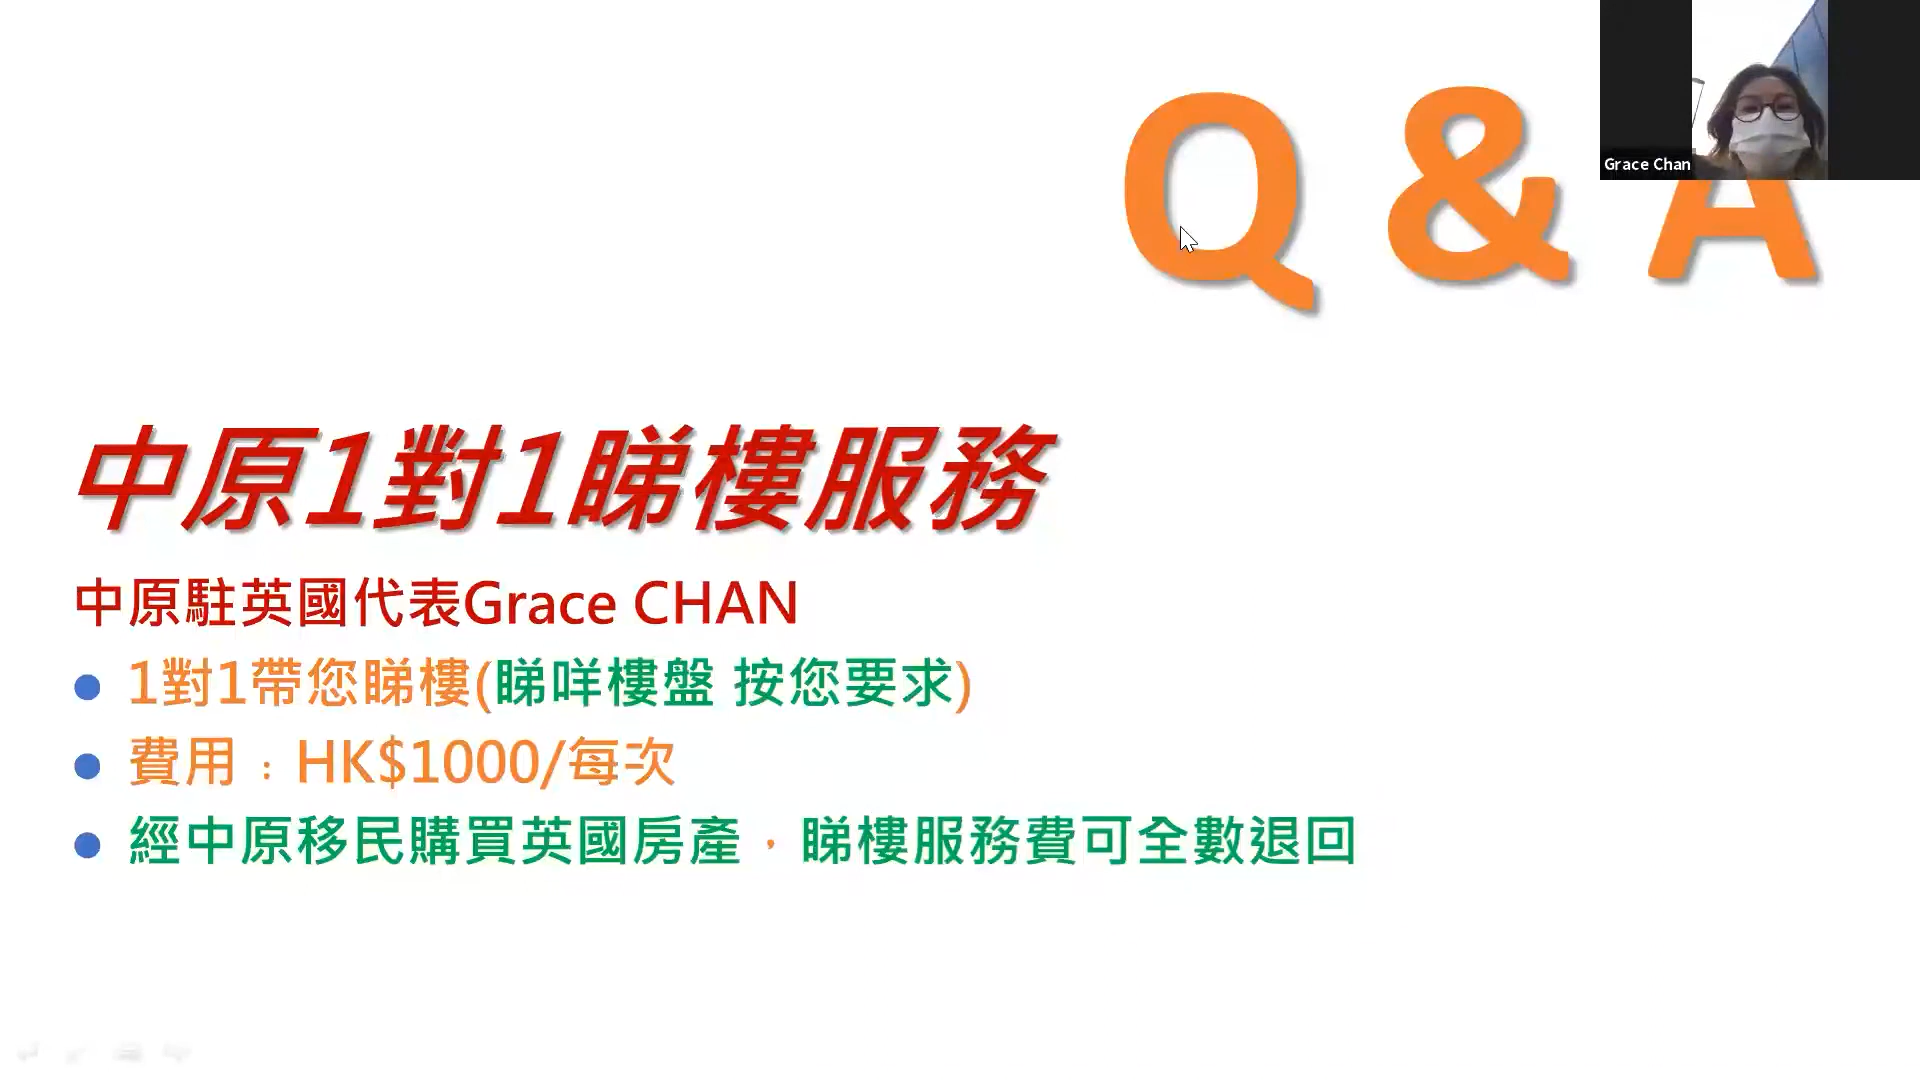 Q & A
Grace Chan
中原1對1睇樓服務
中原駐英國代表Grace CHAN
● 1對1帶您睇樓(睇咩樓盤 按您要求)
● 費用：HK$1000/每次
● 經中原移民購買英國房產，睇樓服務費可全數退回